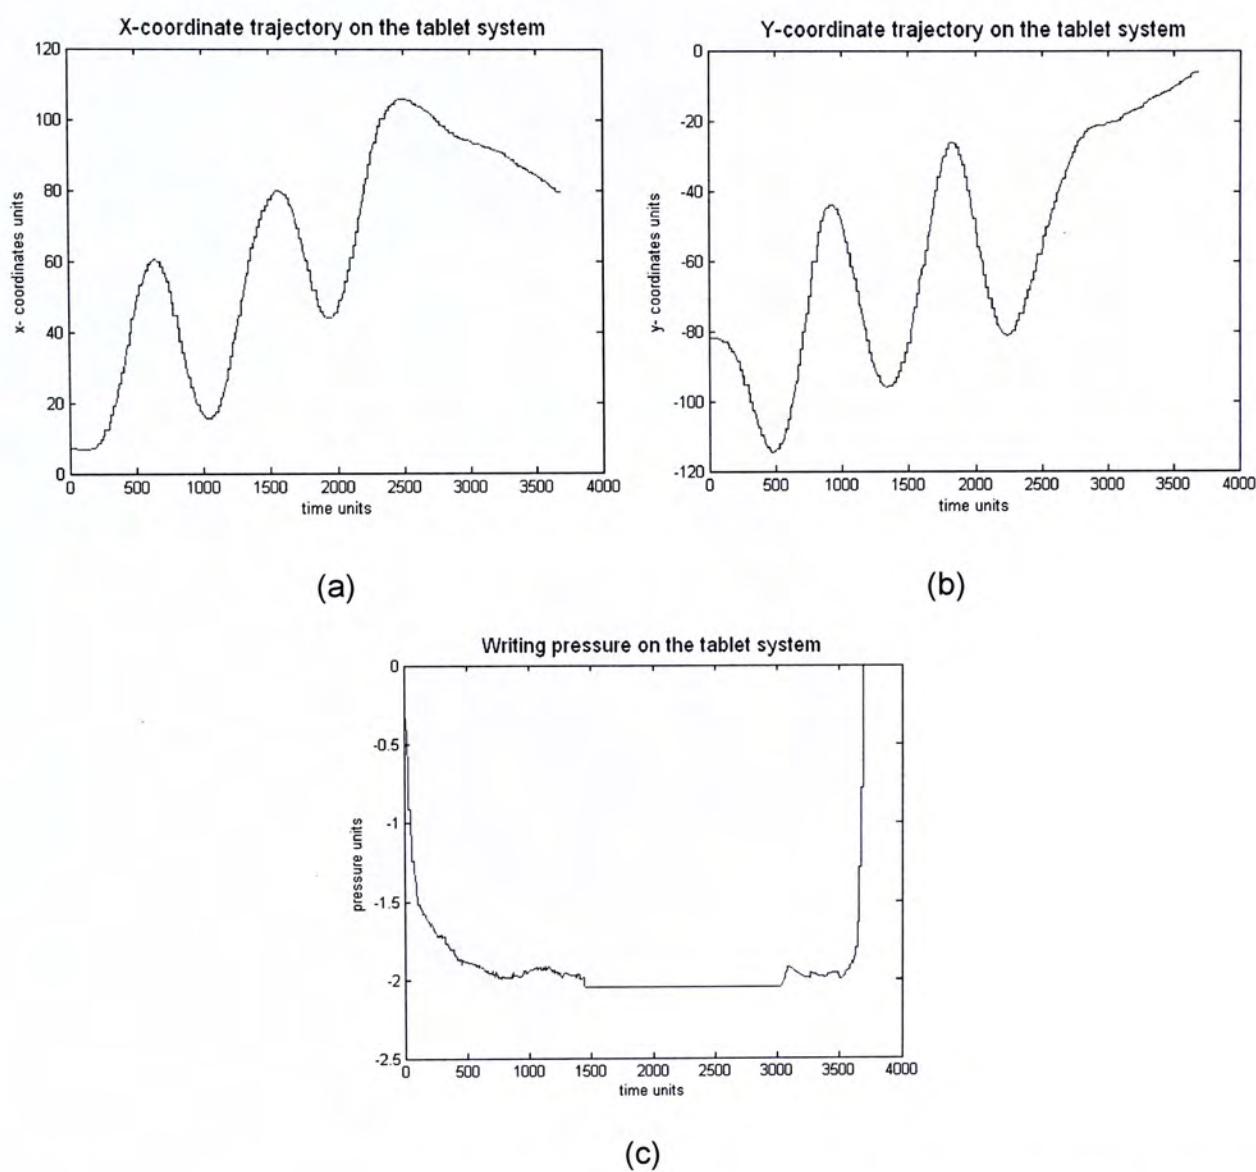 X-coordinate trajectory on the tablet system
120
100
80
60
40
20
0
x- coordinates units
0 500 1000 1500 2000 2500 3000 3500 4000
time units
(a)
Y-coordinate trajectory on the tablet system
0
-20
-40
-60
-80
-100
-120
y- coordinates units
0 500 1000 1500 2000 2500 3000 3500 4000
time units
(b)
Writing pressure on the tablet system
0
-0.5
-1
-1.5
-2
-2.5
pressure units
0 500 1000 1500 2000 2500 3000 3500 4000
time units
(c)